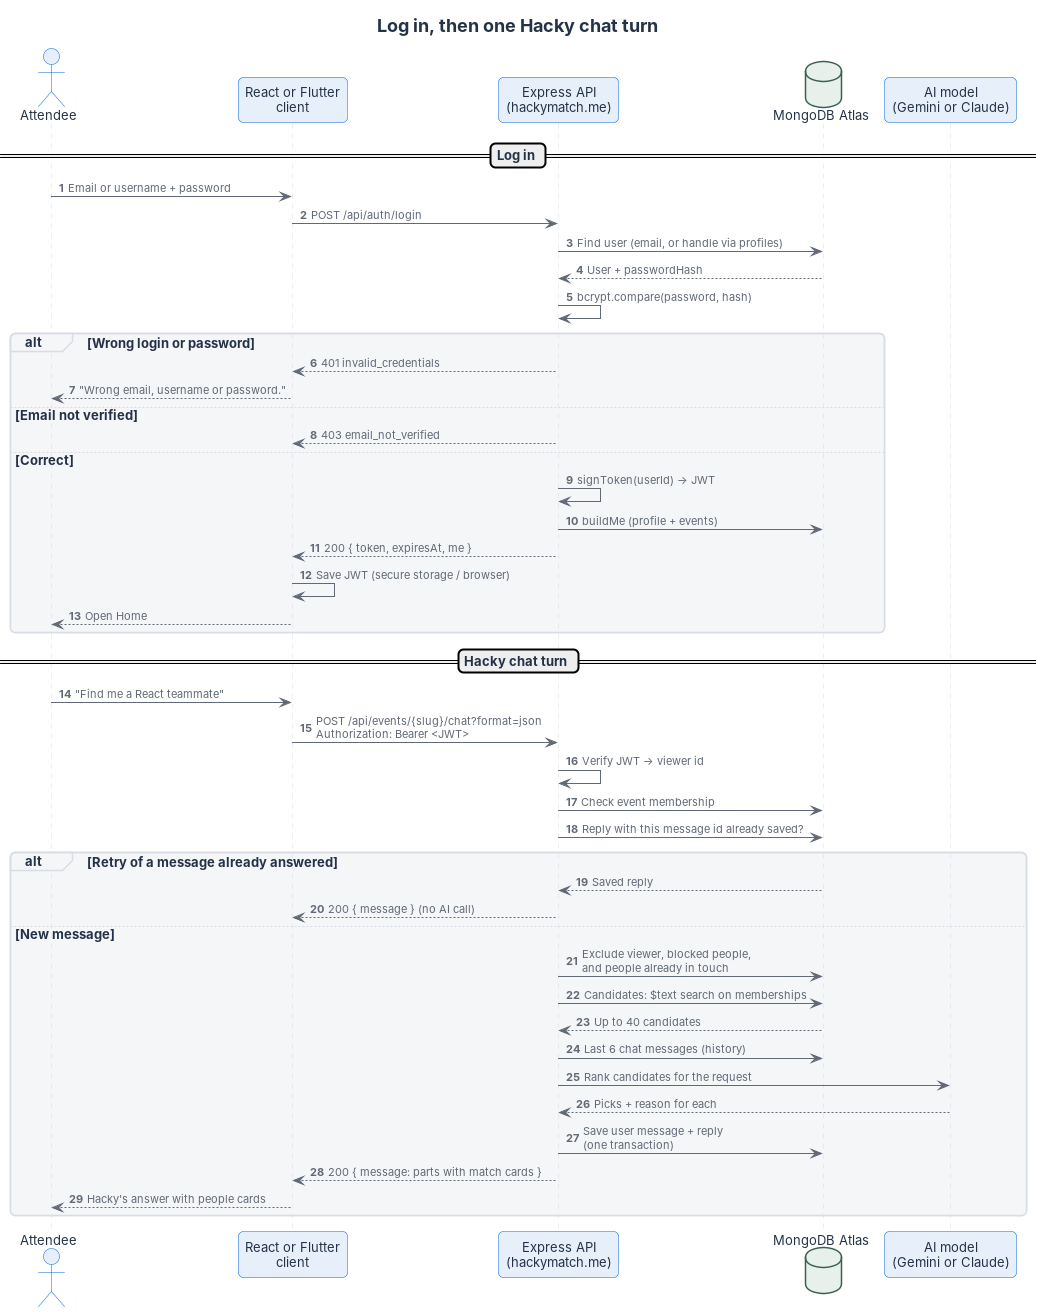 Log in, then one Hacky chat turn
Attendee
React or Flutter
client
Express API
(hackymatch.me)
MongoDB Atlas
AI model
(Gemini or Claude)
Log in
1 Email or username + password
2 POST /api/auth/login
3 Find user (email, or handle via profiles)
4 User + passwordHash
5 bcrypt.compare(password, hash)
alt [Wrong login or password]
6 401 invalid_credentials
7 "Wrong email, username or password."
[Email not verified]
8 403 email_not_verified
[Correct]
9 signToken(userId) → JWT
10 buildMe (profile + events)
11 200 { token, expiresAt, me }
12 Save JWT (secure storage / browser)
13 Open Home
Hacky chat turn
14 "Find me a React teammate"
15 POST /api/events/{slug}/chat?format=json
Authorization: Bearer <JWT>
16 Verify JWT → viewer id
17 Check event membership
18 Reply with this message id already saved?
alt [Retry of a message already answered]
19 Saved reply
20 200 { message } (no AI call)
[New message]
21 Exclude viewer, blocked people,
and people already in touch
22 Candidates: $text search on memberships
23 Up to 40 candidates
24 Last 6 chat messages (history)
25 Rank candidates for the request
26 Picks + reason for each
27 Save user message + reply
(one transaction)
28 200 { message: parts with match cards }
29 Hacky's answer with people cards
Attendee
React or Flutter
client
Express API
(hackymatch.me)
MongoDB Atlas
AI model
(Gemini or Claude)